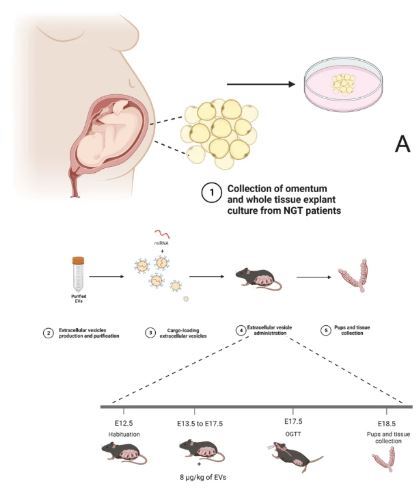 A
1 Collection of omentum
and whole tissue explant
culture from NGT patients
miRNA
+
Purified
EVs
2 Extracellular vesicles
production and purification
3 Cargo-loading
extracellular vesicles
4 Extracellular vesicle
administration
5 Pups and tissue
collection
E12.5
Habituation
E13.5 to E17.5
+
8 µg/kg of EVs
E17.5
OGTT
E18.5
Pups and tissue
collection